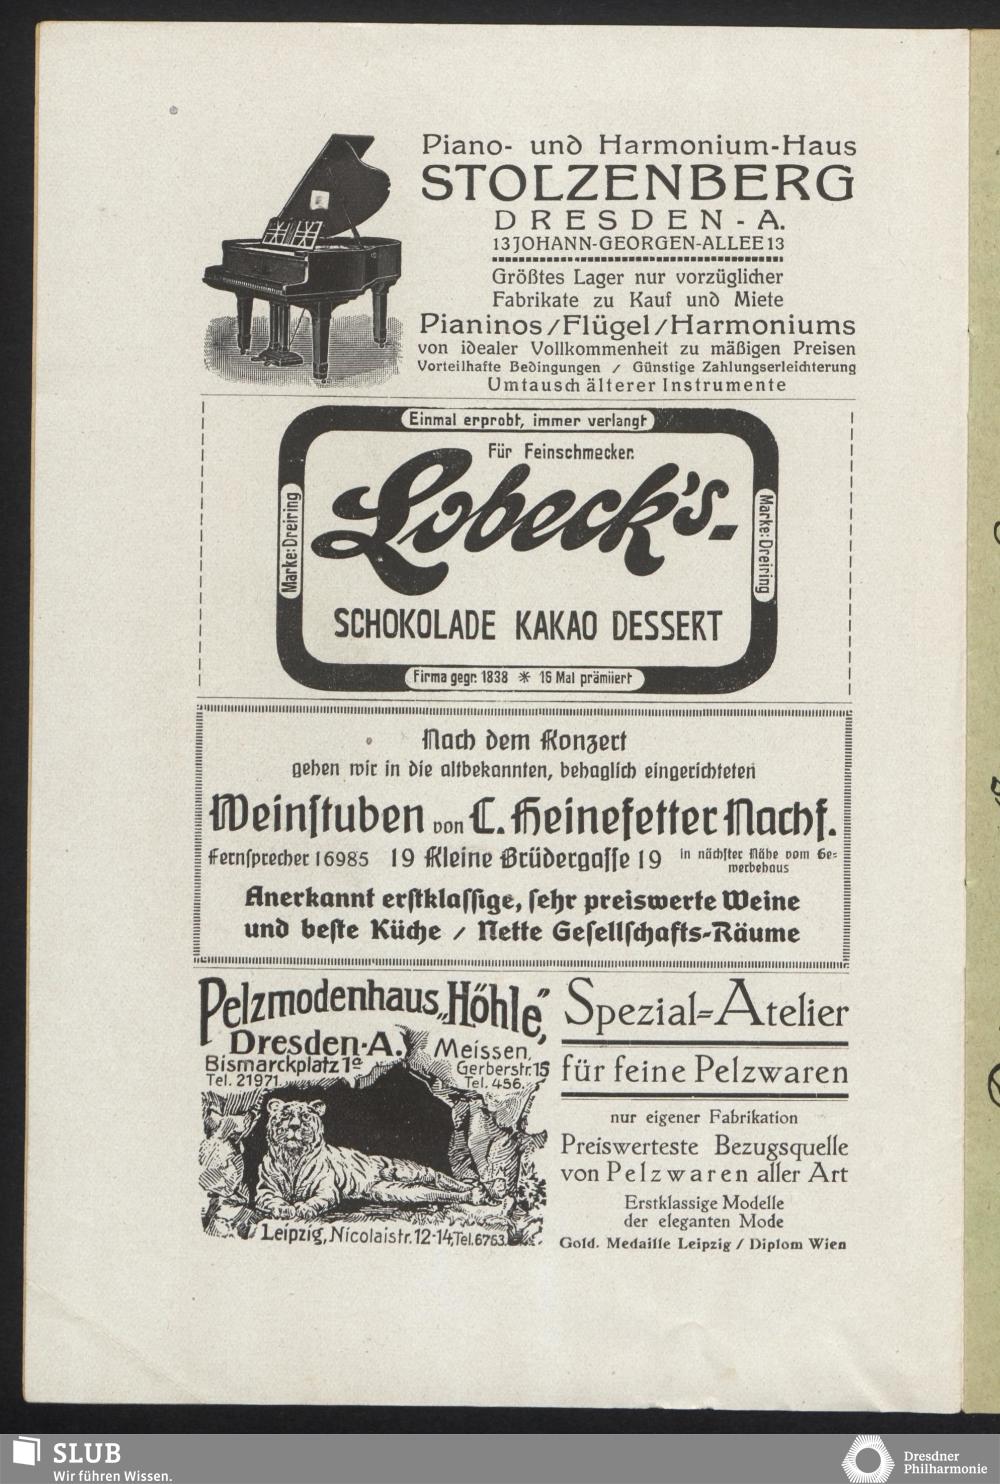 Piano- und Harmonium-Haus
STOLZENBERG
DRESDEN-A.
13 JOHANN-GEORGEN-ALLEE 13
Größtes Lager nur vorzüglicher
Fabrikate zu Kauf und Miete
Pianinos/Flügel/Harmoniums
von idealer Vollkommenheit zu mäßigen Preisen
Vorteilhafte Bedingungen / Günstige Zahlungserleichterung
Umtausch älterer Instrumente
Einmal erprobt, immer verlangt
Für Feinschmecker.
Marke: Dreiring
Lobeck's-
Marke: Dreiring
SCHOKOLADE KAKAO DESSERT
Firma gegr. 1838 * 16 Mal prämiiert
Nach dem Konzert
gehen wir in die altbekannten, behaglich eingerichteten
Weinſtuben von C. Heinefetter Nachf.
Fernſprecher 16985 19 Kleine Brüdergaſſe 19 in nächſter Nähe vom Ge-
werbehaus
Anerkannt erſtklaſſige, ſehr preiswerte Weine
und beſte Küche / Nette Geſellſchafts-Räume
Pelzmodenhaus „Höhle“,
Dresden-A.
Bismarckplatz 1a
Tel. 21971.
Meissen,
Gerberstr. 15
Tel. 456.
Leipzig, Nicolaistr. 12-14, Tel. 6763.
Spezial-Atelier
für feine Pelzwaren
nur eigener Fabrikation
Preiswerteste Bezugsquelle
von Pelzwaren aller Art
Erstklassige Modelle
der eleganten Mode
Gold. Medaille Leipzig / Diplom Wien
SLUB
Wir führen Wissen.
Dresdner
Philharmonie